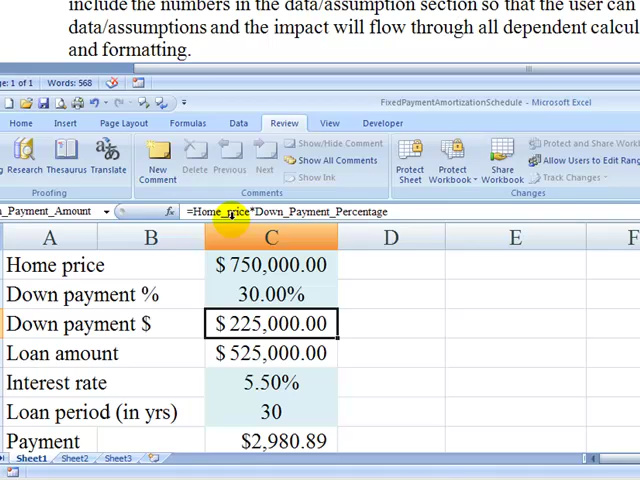 include the numbers in the data/assumption section so that the user can
data/assumptions and the impact will flow through all dependent calcul
and formatting.
ge: 1 of 1 Words: 568
FixedPaymentAmortizationSchedule - Microsoft Excel
Home Insert Page Layout Formulas Data Review View Developer
Research Thesaurus Translate New Comment Delete Previous Next Show/Hide Comment Show All Comments Show Ink Protect Sheet Protect Workbook Share Workbook Protect and Share Workb Allow Users to Edit Rang Track Changes
Proofing Comments Changes
n_Payment_Amount fx =Home_price*Down_Payment_Percentage
A B C D E F
Home price $ 750,000.00
Down payment % 30.00%
Down payment $ $ 225,000.00
Loan amount $ 525,000.00
Interest rate 5.50%
Loan period (in yrs) 30
Payment $2,980.89
Sheet1 Sheet2 Sheet3